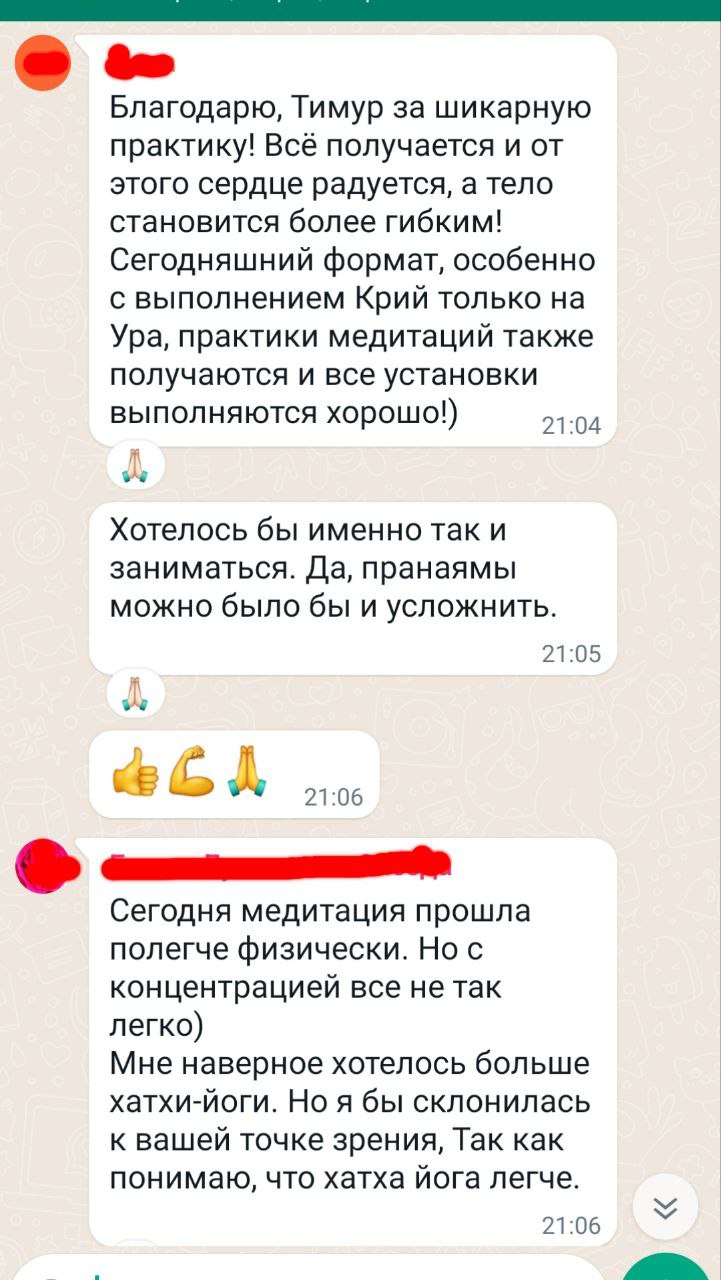 Благодарю, Тимур за шикарную
практику! Всё получается и от
этого сердце радуется, а тело
становится более гибким!
Сегодняшний формат, особенно
с выполнением Крий только на
Ура, практики медитаций также
получаются и все установки
выполняются хорошо!)
21:04
Хотелось бы именно так и
заниматься. Да, пранаямы
можно было бы и усложнить.
21:05
👍💪🙏 21:06
Сегодня медитация прошла
полегче физически. Но с
концентрацией все не так
легко)
Мне наверное хотелось больше
хатхи-йоги. Но я бы склонилась
к вашей точке зрения, Так как
понимаю, что хатха йога легче.
21:06